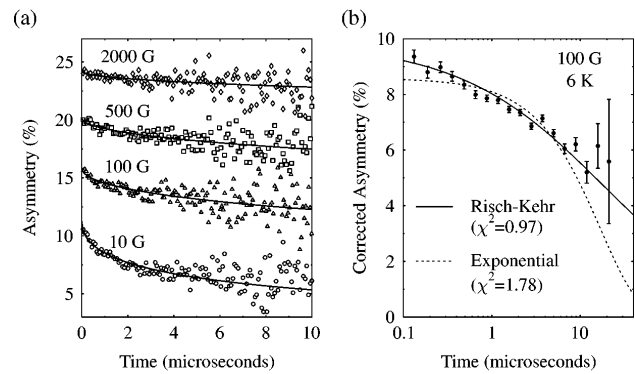 (a)
2000 G
500 G
100 G
10 G
25
20
15
10
5
0
2
4
6
8
10
Asymmetry (%)
Time (microseconds)
(b)
100 G
6 K
10
8
6
4
2
0
0.1
1
10
Corrected Asymmetry (%)
Risch-Kehr
(χ²=0.97)
Exponential
(χ²=1.78)
Time (microseconds)